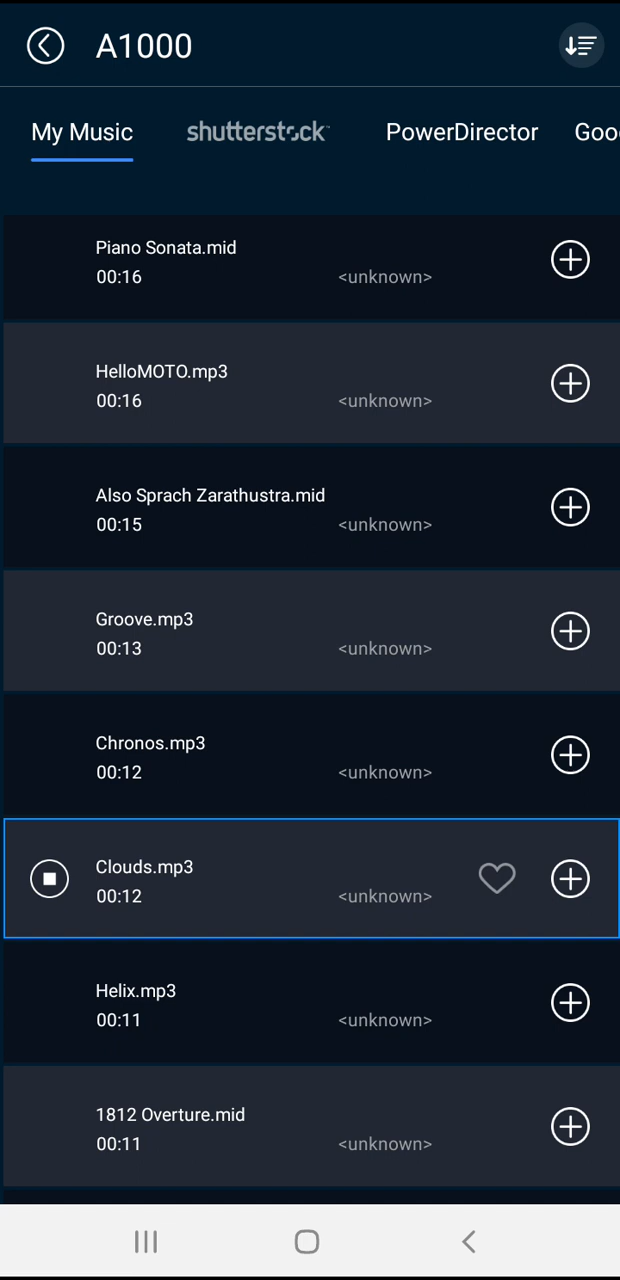 A1000
My Music shutterstock PowerDirector Goo
Piano Sonata.mid
00:16 <unknown>
HelloMOTO.mp3
00:16 <unknown>
Also Sprach Zarathustra.mid
00:15 <unknown>
Groove.mp3
00:13 <unknown>
Chronos.mp3
00:12 <unknown>
Clouds.mp3
00:12 <unknown>
Helix.mp3
00:11 <unknown>
1812 Overture.mid
00:11 <unknown>